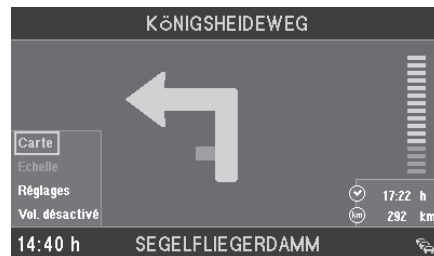 KÖNIGSHEIDEWEG
Carte
Echelle
Réglages
Vol. désactivé
17:22 h
km 292 km
14:40 h SEGELFLIEGERDAMM